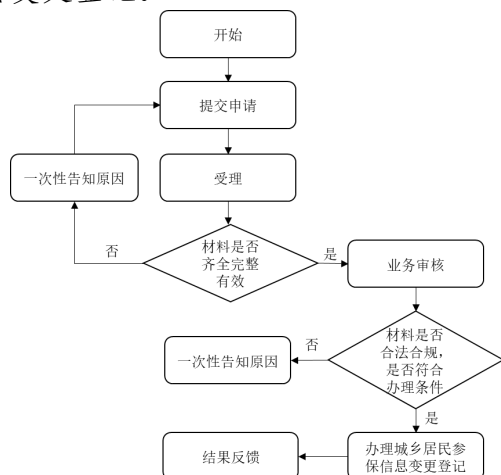 开始
提交申请
一次性告知原因
受理
否
材料是否
齐全完整
有效
是
业务审核
一次性告知原因
否
材料是否
合法合规，
是否符合
办理条件
是
结果反馈
办理城乡居民参
保信息变更登记